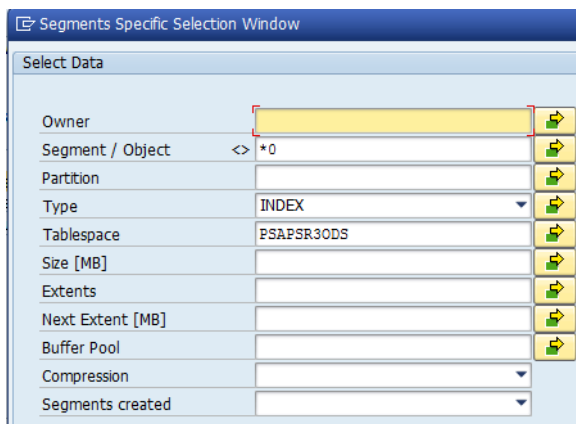 Segments Specific Selection Window
Select Data
Owner
Segment / Object <> *0
Partition
Type INDEX
Tablespace PSAPSR3ODS
Size [MB]
Extents
Next Extent [MB]
Buffer Pool
Compression
Segments created